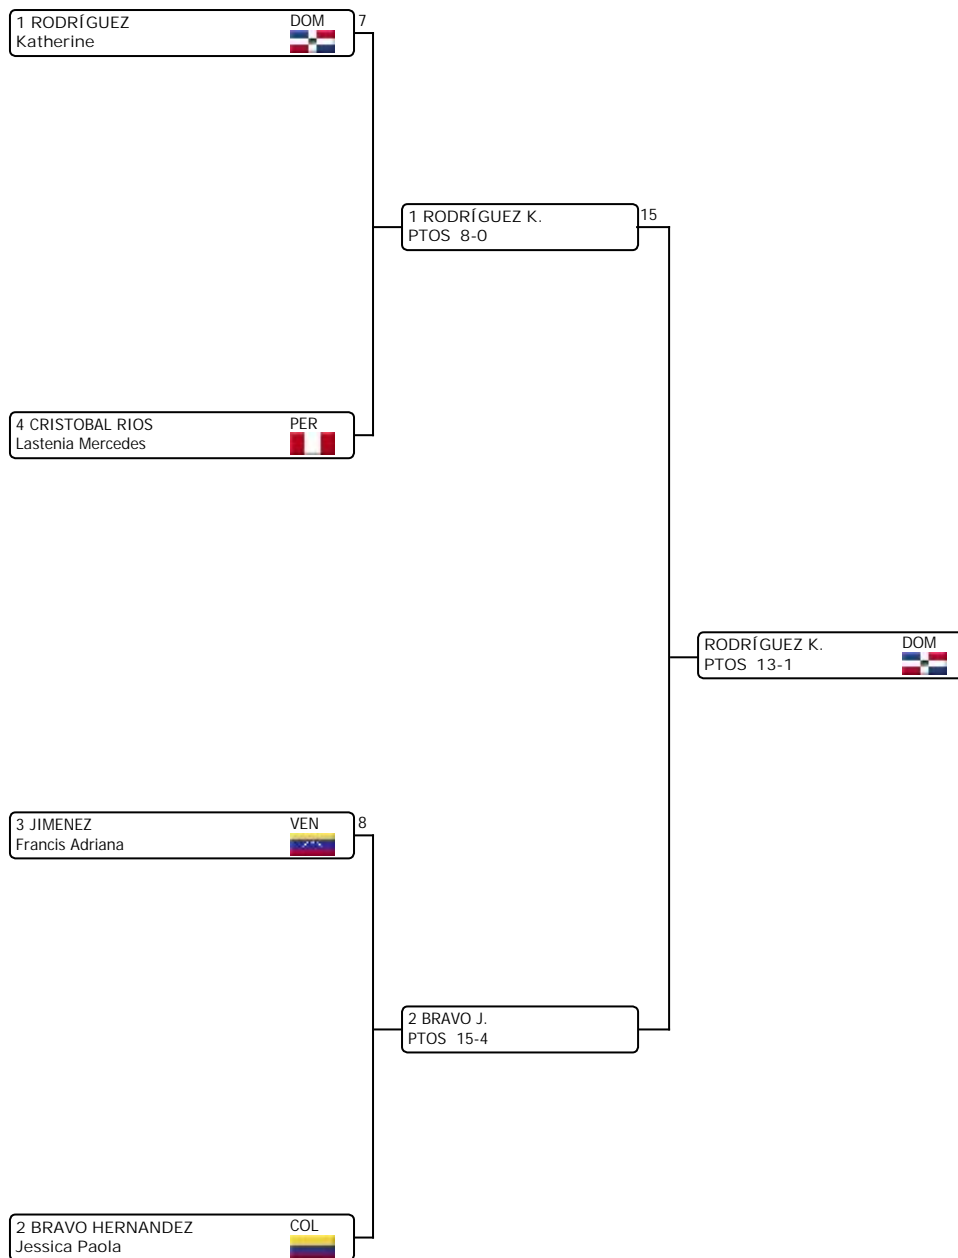 1 RODRÍGUEZ DOM 7
Katherine
1 RODRÍGUEZ K. 15
PTOS 8-0
4 CRISTOBAL RIOS PER
Lastenia Mercedes
RODRÍGUEZ K. DOM
PTOS 13-1
3 JIMENEZ VEN 8
Francis Adriana
2 BRAVO J.
PTOS 15-4
2 BRAVO HERNANDEZ COL
Jessica Paola